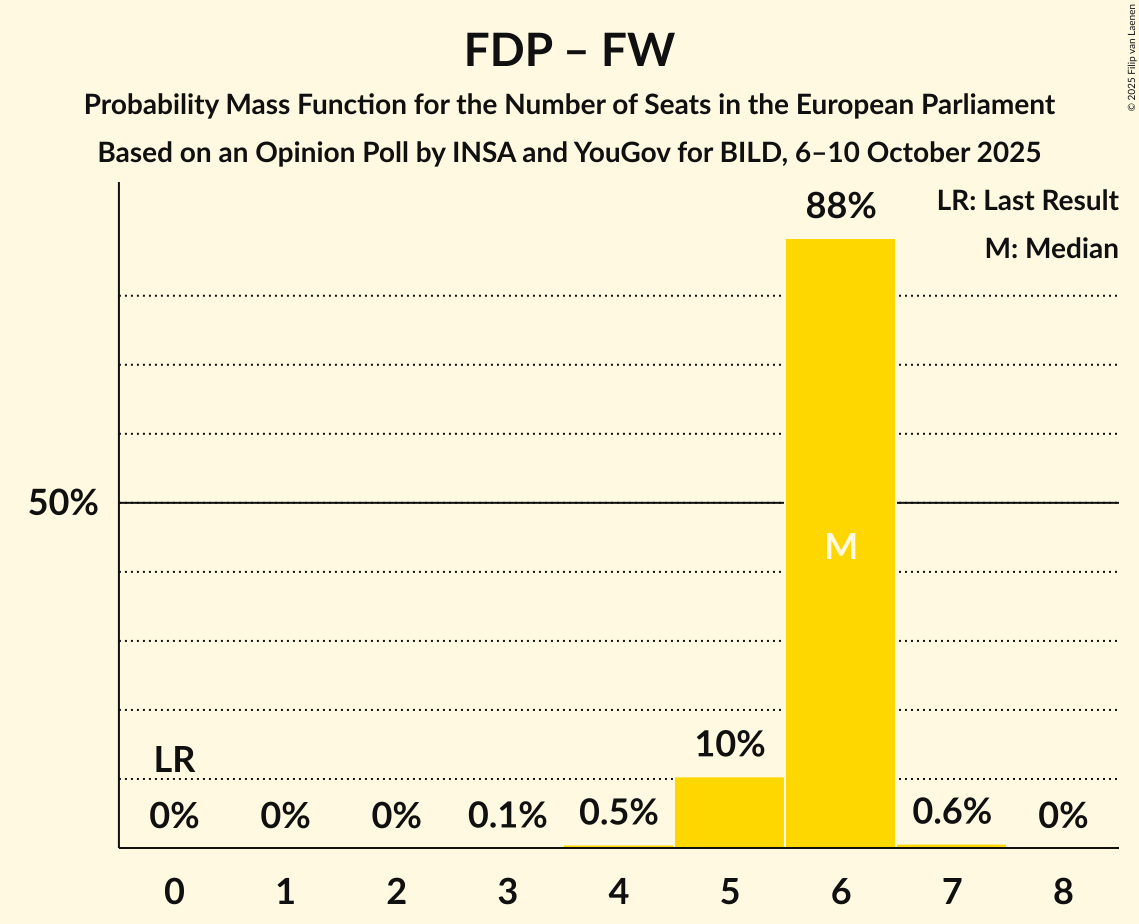 FDP – FW
Probability Mass Function for the Number of Seats in the European Parliament
Based on an Opinion Poll by INSA and YouGov for BILD, 6–10 October 2025
© 2025 Filip van Laenen
LR: Last Result
M: Median
88%
50%
M
LR
10%
0% 0% 0% 0.1% 0.5% 0.6% 0%
0 1 2 3 4 5 6 7 8